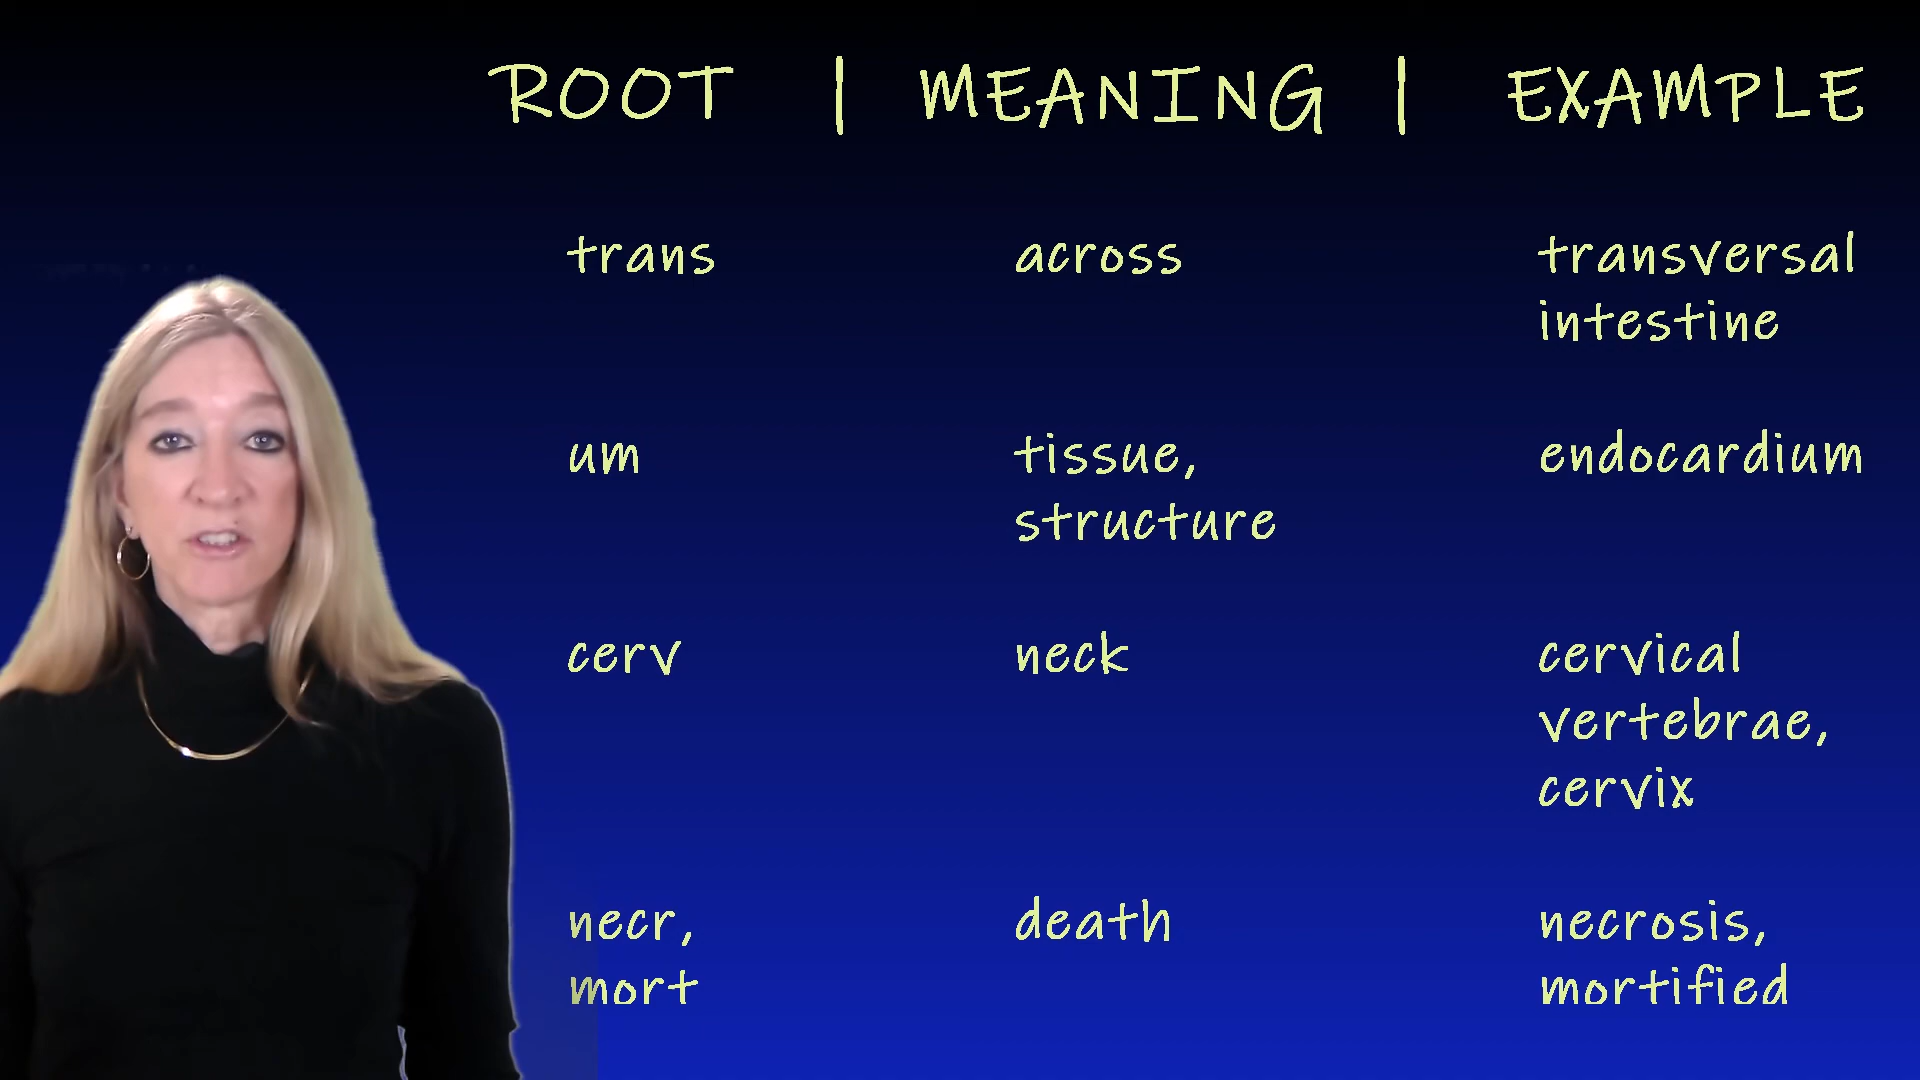 ROOT | MEANING | EXAMPLE
trans across transversal
intestine
um tissue, endocardium
structure
cerv neck cervical
vertebrae,
cervix
necr, death necrosis,
mort mortified